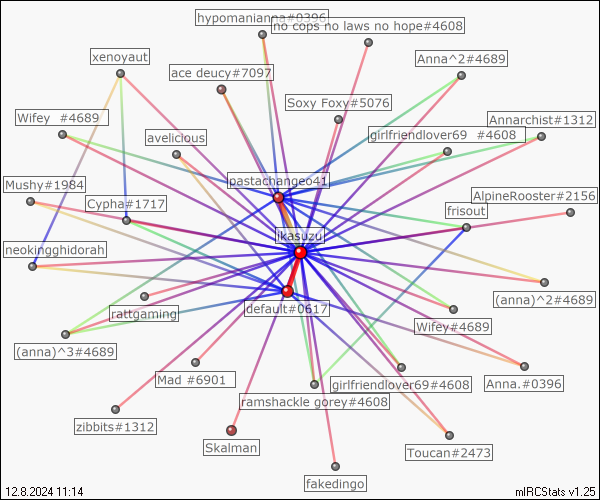 hypomanianna#0396
no cops no laws no hope#4608
xenoyaut
Anna^2#4689
ace deucy#7097
Soxy Foxy#5076
Wifey #4689
Annarchist#1312
avelicious
girlfriendlover69 #4608
pastachangeo41
Mushy#1984
AlpineRooster#2156
Cypha#1717
frisout
ikasuzu
neokingghidorah
(anna)^2#4689
rattgaming
default#0617
Wifey#4689
(anna)^3#4689
Mad #6901
girlfriendlover69#4608
Anna.#0396
ramshackle gorey#4608
zibbits#1312
Skalman
Toucan#2473
fakedingo
12.8.2024 11:14
mIRCStats v1.25